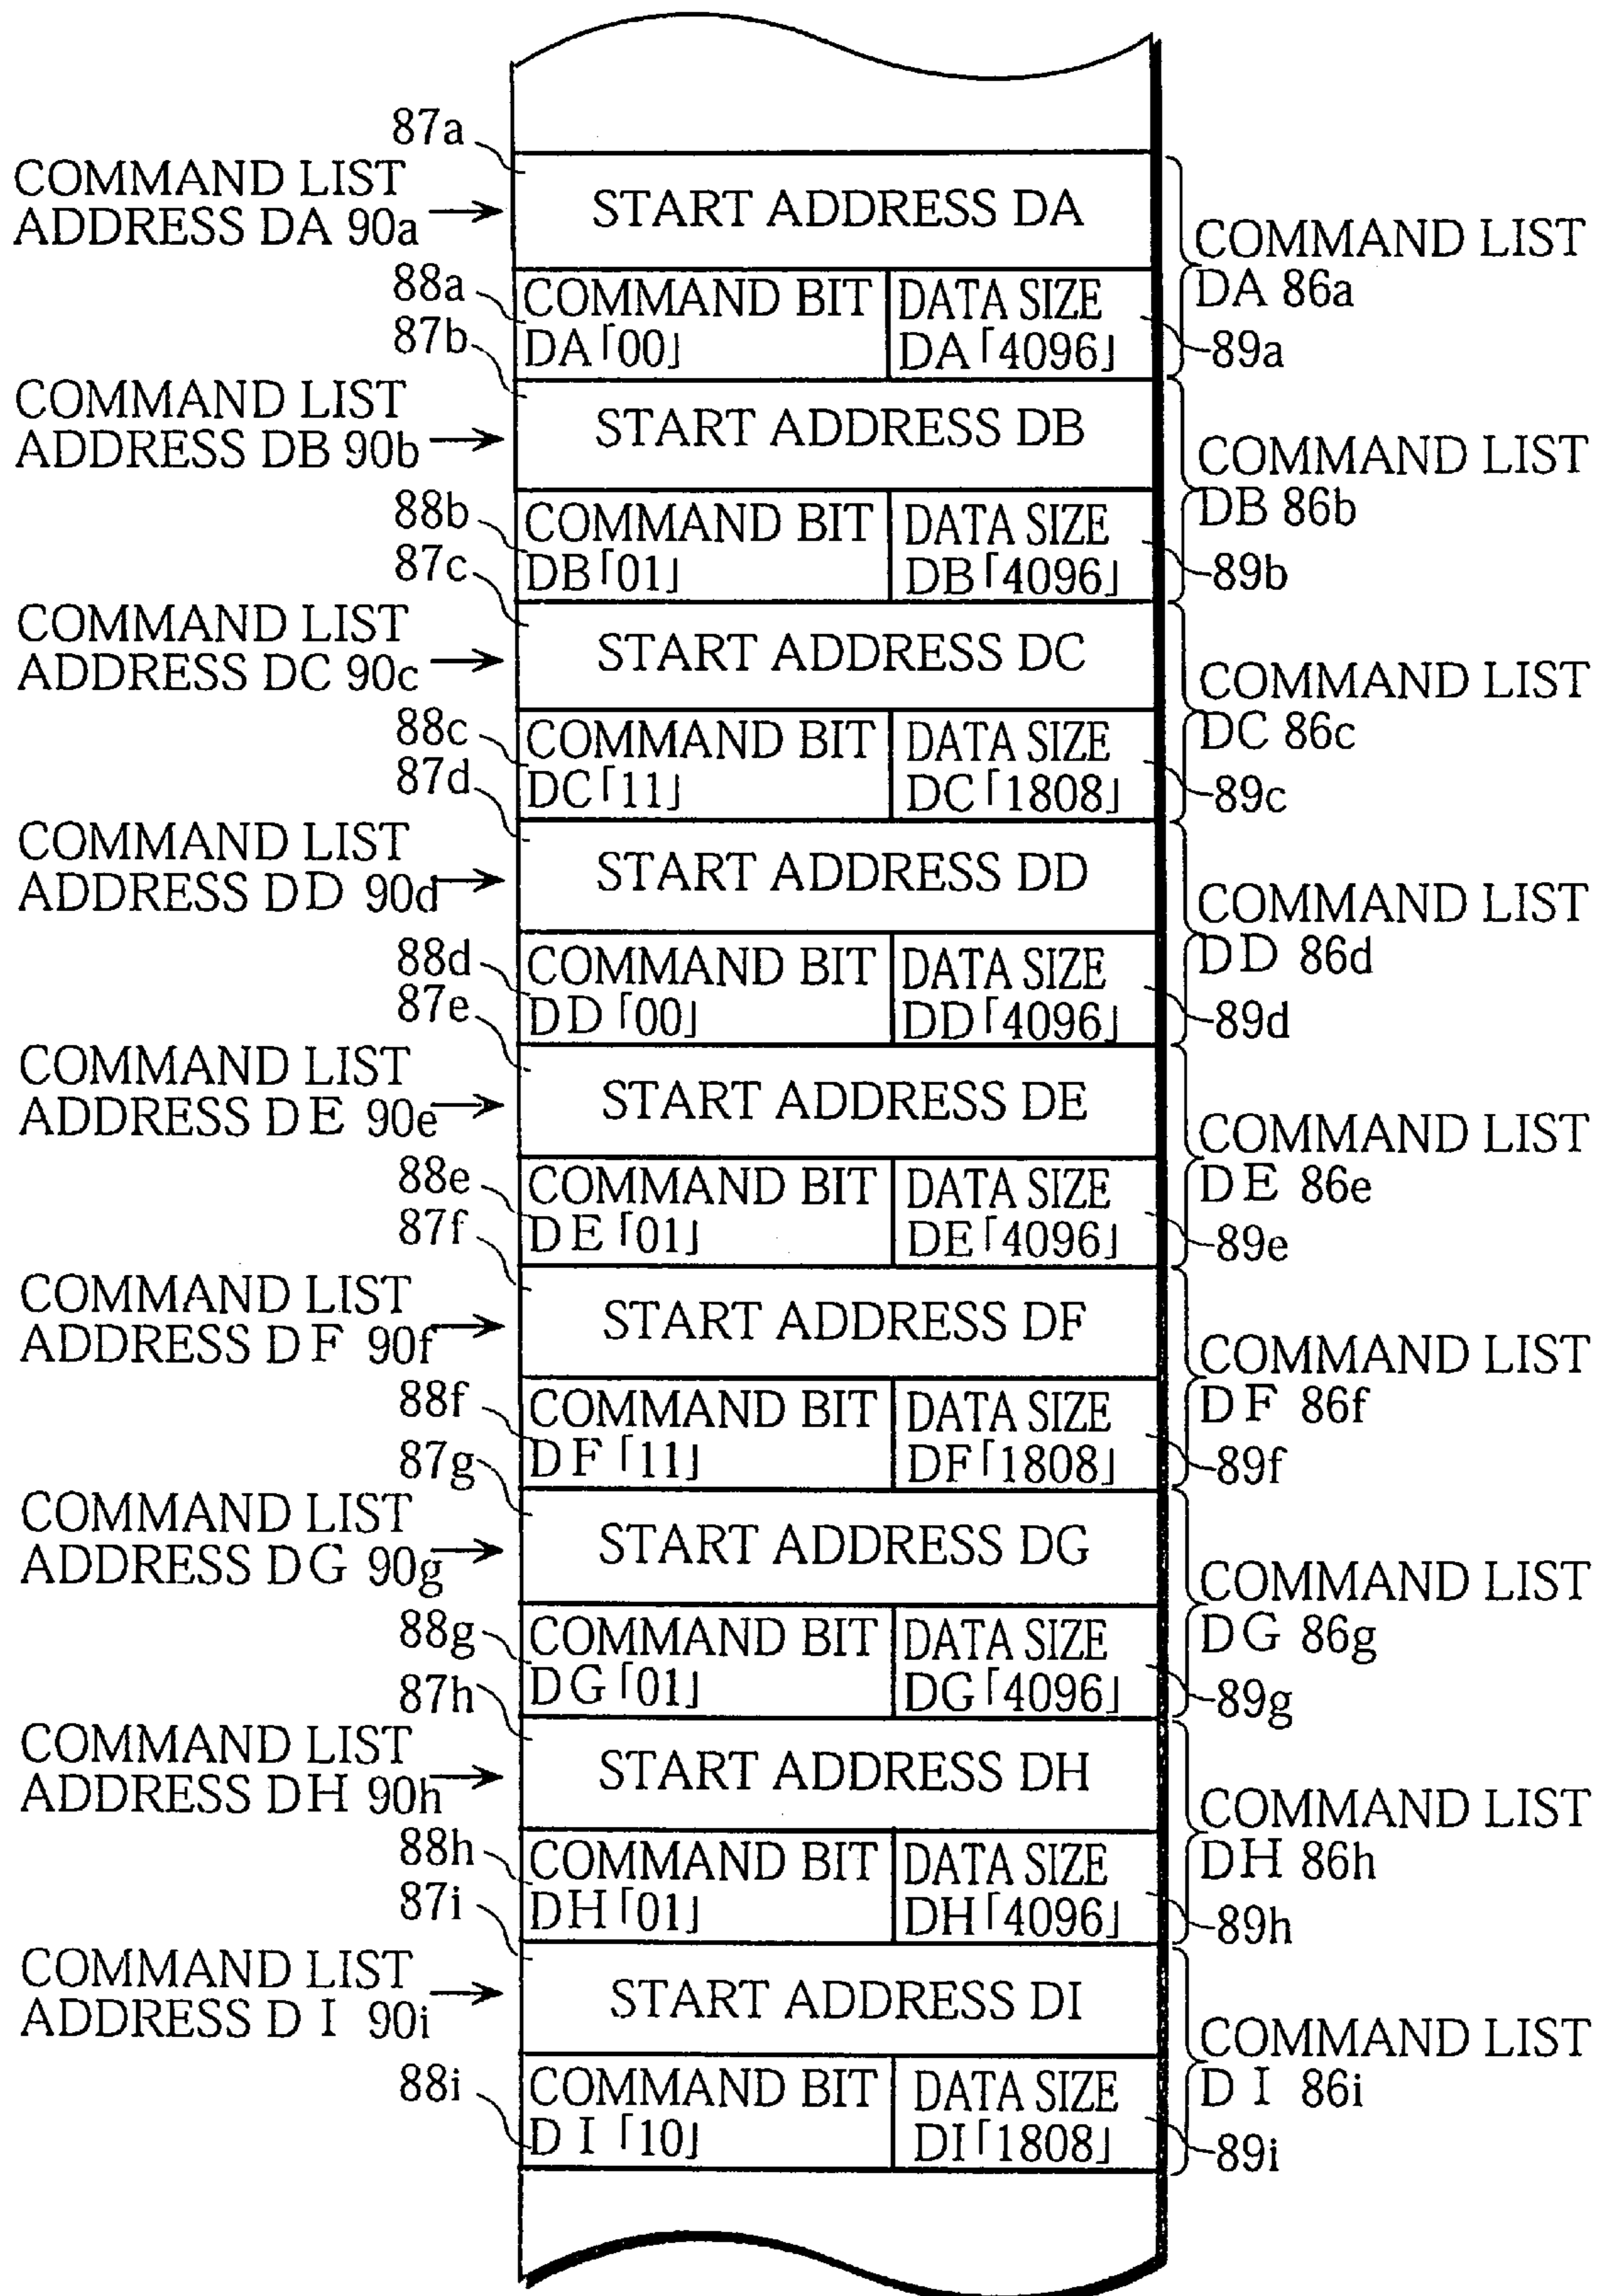 87a
COMMAND LIST
ADDRESS DA 90a
START ADDRESS DA
COMMAND LIST
DA 86a
88a
COMMAND BIT
DA「00」
DATA SIZE
DA「4096」
89a
87b
COMMAND LIST
ADDRESS DB 90b
START ADDRESS DB
COMMAND LIST
DB 86b
88b
COMMAND BIT
DB「01」
DATA SIZE
DB「4096」
89b
87c
COMMAND LIST
ADDRESS DC 90c
START ADDRESS DC
COMMAND LIST
DC 86c
88c
COMMAND BIT
DC「11」
DATA SIZE
DC「1808」
89c
87d
COMMAND LIST
ADDRESS DD 90d
START ADDRESS DD
COMMAND LIST
DD 86d
88d
COMMAND BIT
DD「00」
DATA SIZE
DD「4096」
89d
87e
COMMAND LIST
ADDRESS DE 90e
START ADDRESS DE
COMMAND LIST
DE 86e
88e
COMMAND BIT
DE「01」
DATA SIZE
DE「4096」
89e
87f
COMMAND LIST
ADDRESS DF 90f
START ADDRESS DF
COMMAND LIST
DF 86f
88f
COMMAND BIT
DF「11」
DATA SIZE
DF「1808」
89f
87g
COMMAND LIST
ADDRESS DG 90g
START ADDRESS DG
COMMAND LIST
DG 86g
88g
COMMAND BIT
DG「01」
DATA SIZE
DG「4096」
89g
87h
COMMAND LIST
ADDRESS DH 90h
START ADDRESS DH
COMMAND LIST
DH 86h
88h
COMMAND BIT
DH「01」
DATA SIZE
DH「4096」
89h
87i
COMMAND LIST
ADDRESS DI 90i
START ADDRESS DI
COMMAND LIST
DI 86i
88i
COMMAND BIT
DI「10」
DATA SIZE
DI「1808」
89i